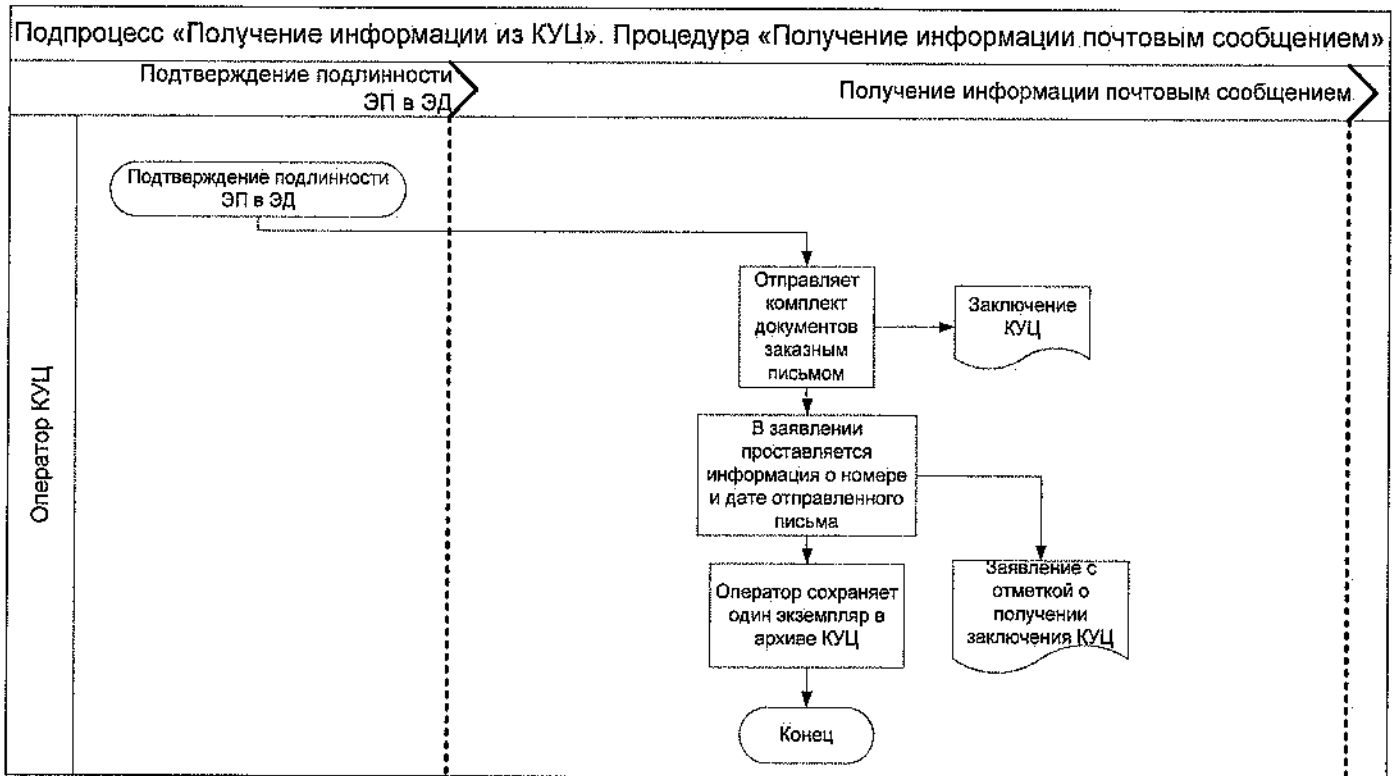 Подпроцесс «Получение информации из КУЦ». Процедура «Получение информации почтовым сообщением»
Подтверждение подлинности
ЭП в ЭД
Получение информации почтовым сообщением
Оператор КУЦ
Подтверждение подлинности
ЭП в ЭД
Отправляет
комплект
документов
заказным
письмом
Заключение
КУЦ
В заявлении
проставляется
информация о номере
и дате отправленного
письма
Оператор сохраняет
один экземпляр в
архиве КУЦ
Заявление с
отметкой о
получении
заключения КУЦ
Конец